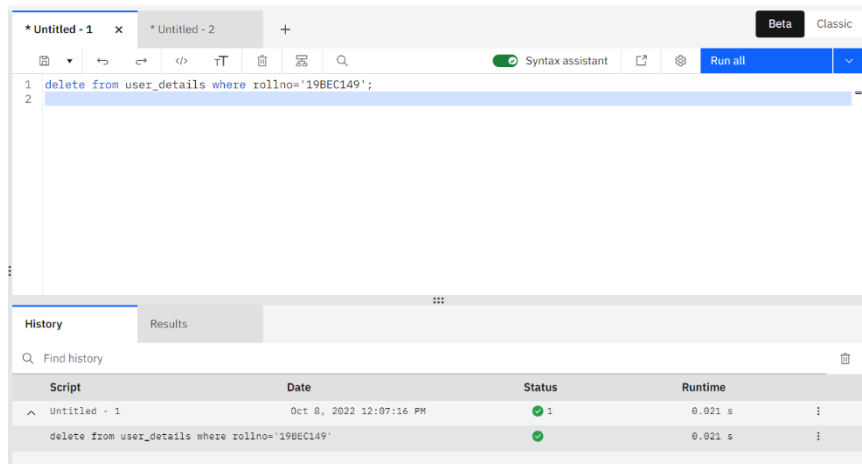 * Untitled - 1 x * Untitled - 2 + Beta Classic
</> TT Syntax assistant Run all
1 delete from user_details where rollno='19BEC149';
2
History Results
Find history
Script Date Status Runtime
Untitled - 1 Oct 8, 2022 12:07:16 PM 1 0.021 s
delete from user_details where rollno='19BEC149' 0.021 s